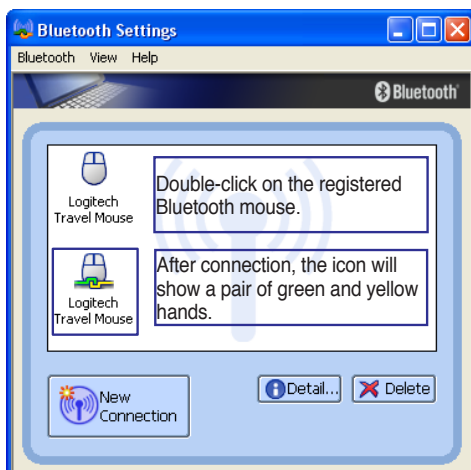 Bluetooth Settings
Bluetooth View Help
Bluetooth
Logitech
Travel Mouse
Double-click on the registered
Bluetooth mouse.
Logitech
Travel Mouse
After connection, the icon will
show a pair of green and yellow
hands.
New
Connection
Detail...
Delete